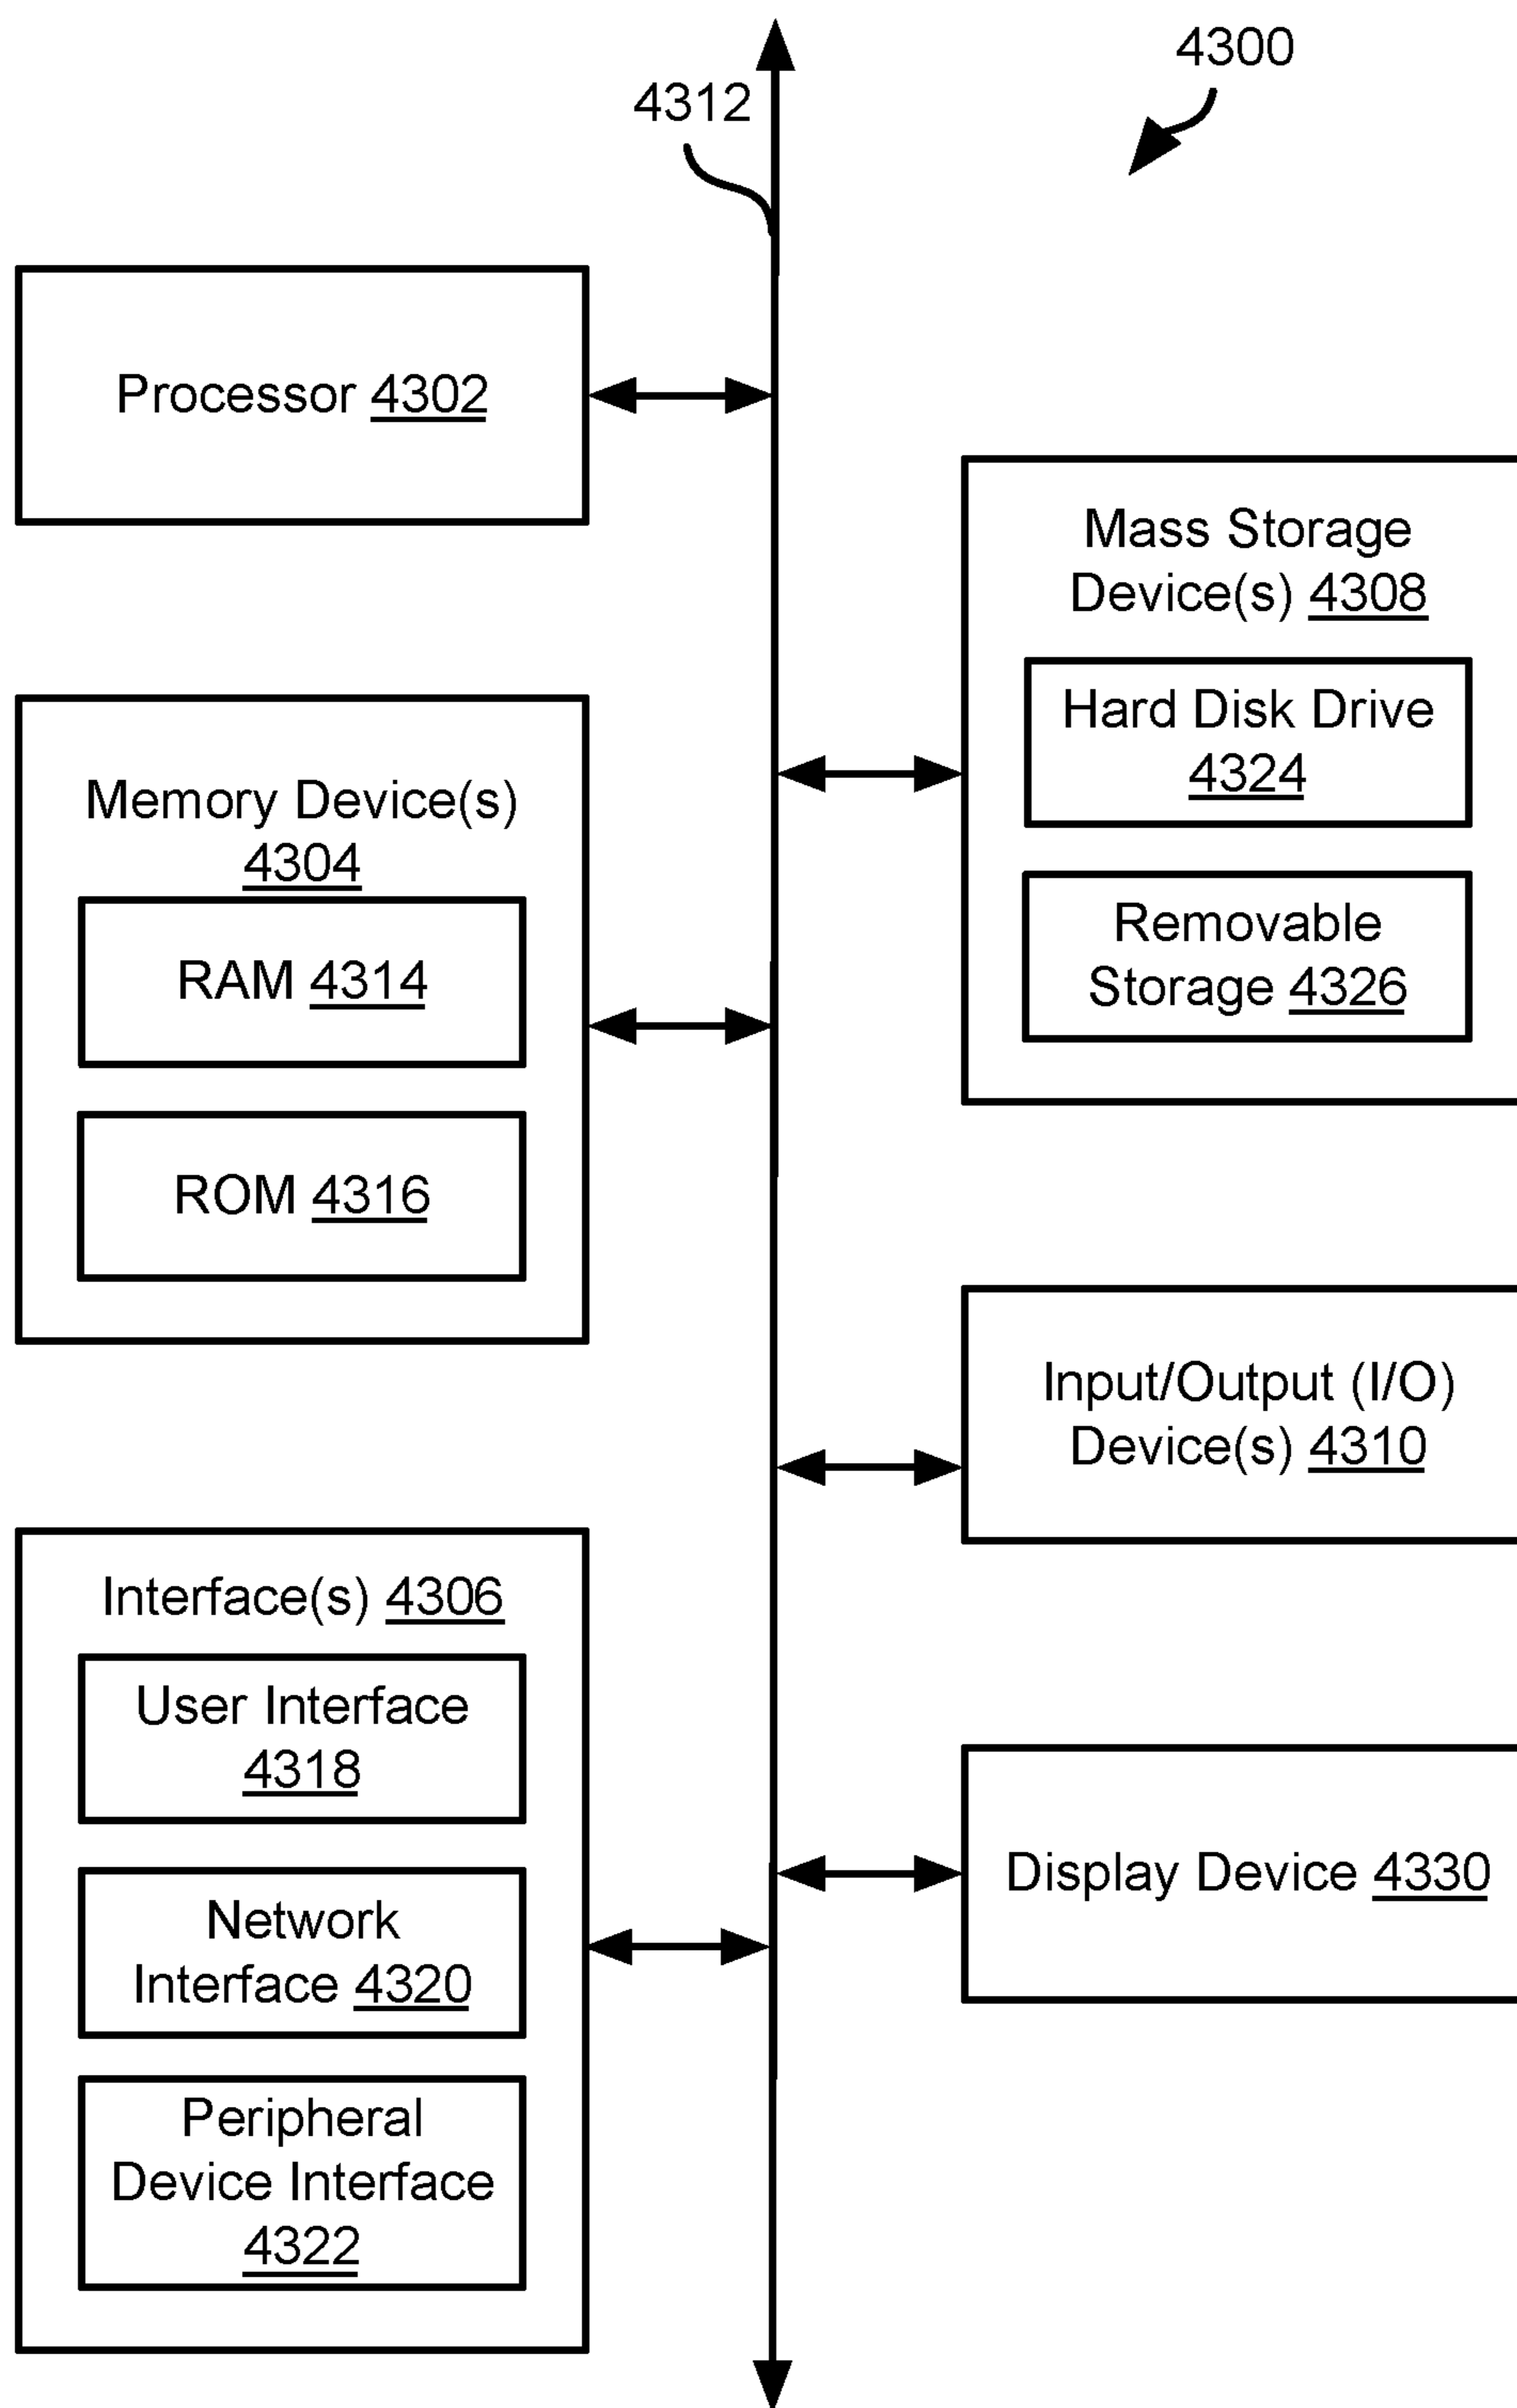 4300
4312
Processor 4302
Mass Storage
Device(s) 4308
Hard Disk Drive
4324
Removable
Storage 4326
Memory Device(s)
4304
RAM 4314
ROM 4316
Input/Output (I/O)
Device(s) 4310
Interface(s) 4306
User Interface
4318
Network
Interface 4320
Peripheral
Device Interface
4322
Display Device 4330